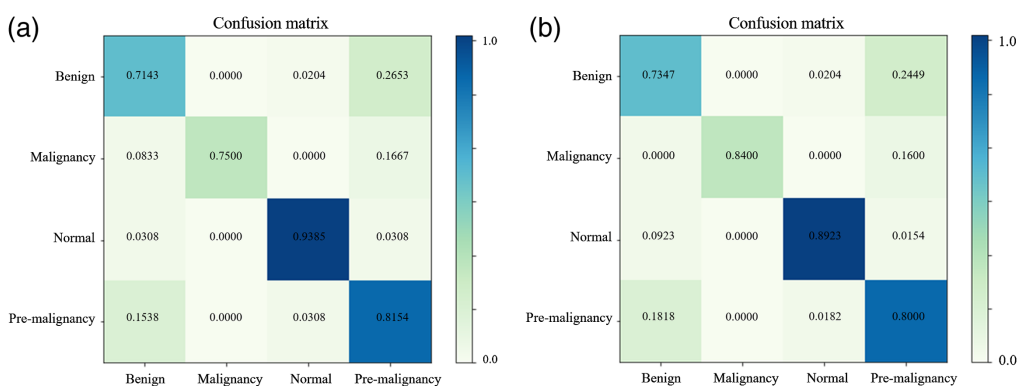 (a)
Confusion matrix
Benign 0.7143 0.0000 0.0204 0.2653
Malignancy 0.0833 0.7500 0.0000 0.1667
Normal 0.0308 0.0000 0.9385 0.0308
Pre-malignancy 0.1538 0.0000 0.0308 0.8154
Benign Malignancy Normal Pre-malignancy
1.0
0.0
(b)
Confusion matrix
Benign 0.7347 0.0000 0.0204 0.2449
Malignancy 0.0000 0.8400 0.0000 0.1600
Normal 0.0923 0.0000 0.8923 0.0154
Pre-malignancy 0.1818 0.0000 0.0182 0.8000
Benign Malignancy Normal Pre-malignancy
1.0
0.0